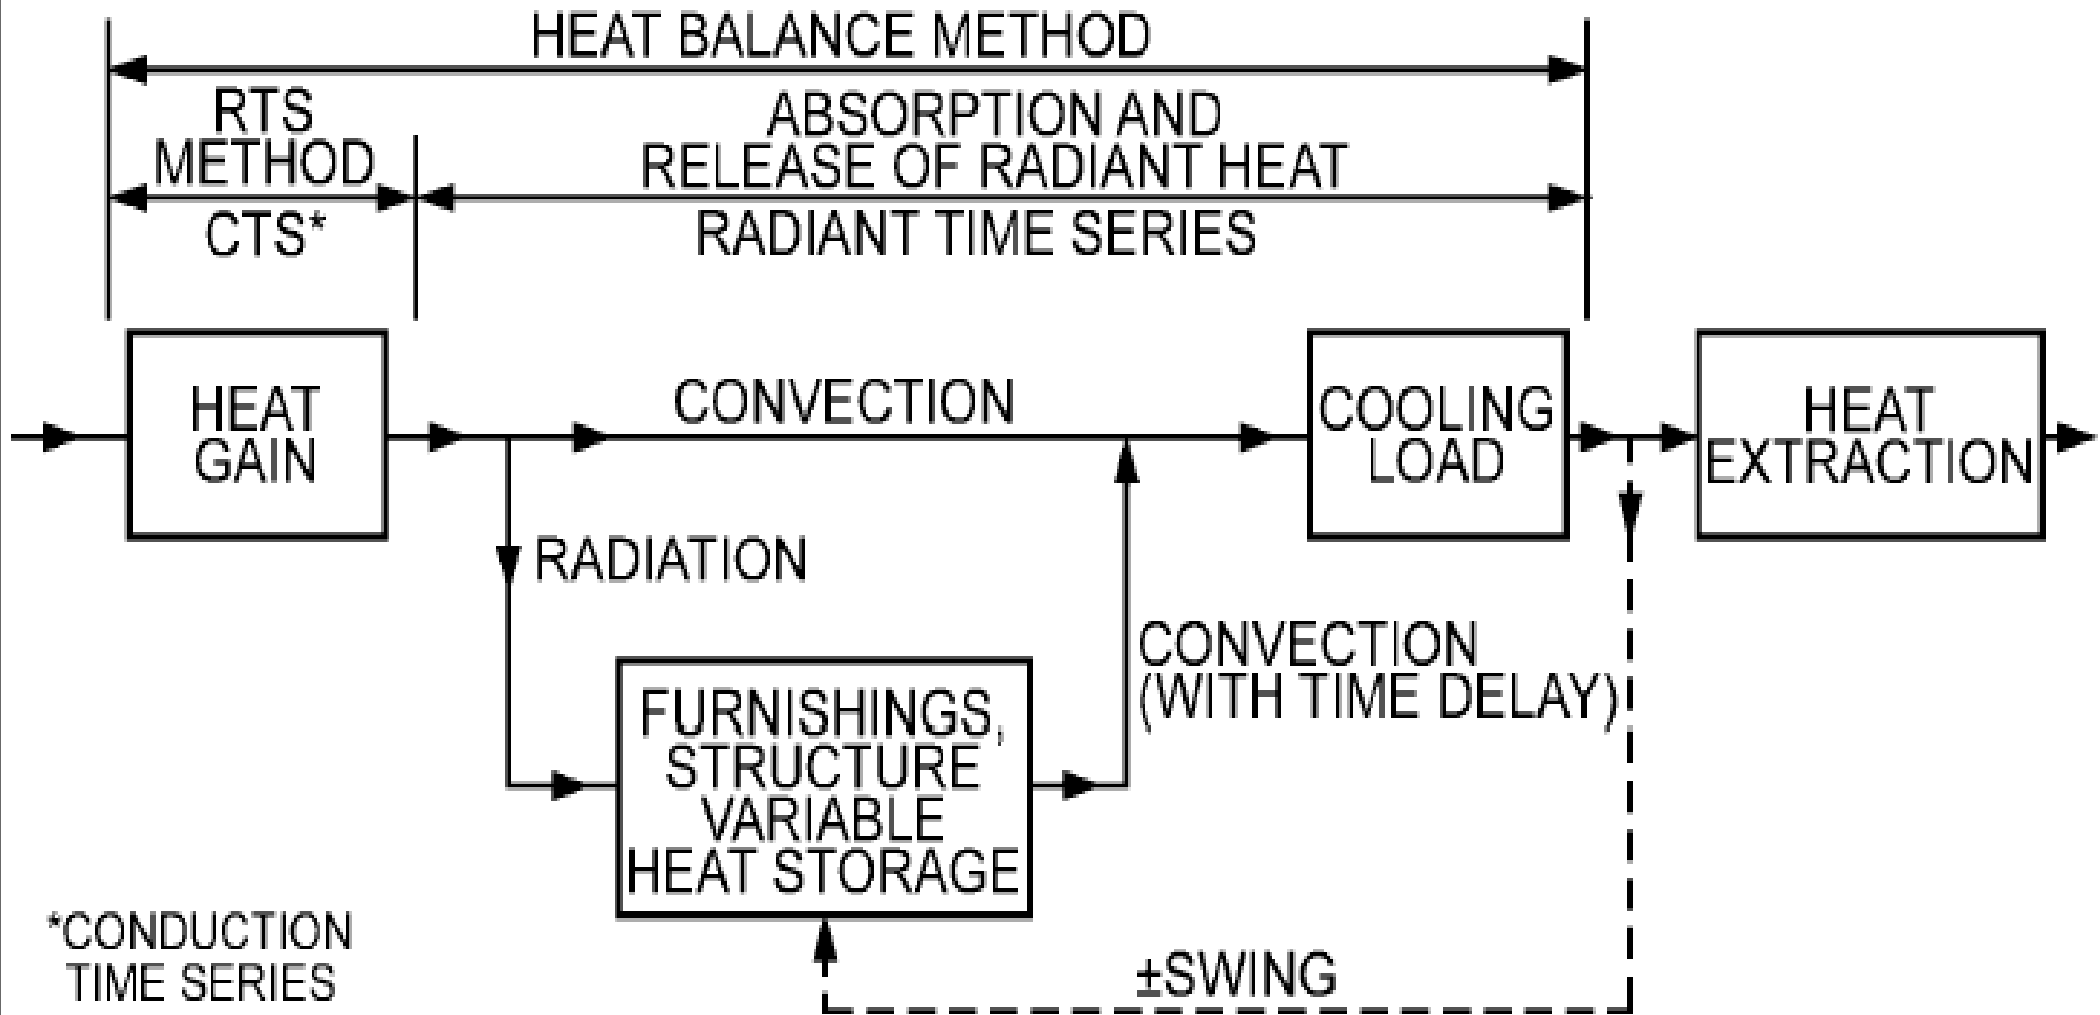 HEAT BALANCE METHOD
RTS
METHOD
CTS*
ABSORPTION AND
RELEASE OF RADIANT HEAT
RADIANT TIME SERIES
HEAT
GAIN
CONVECTION
COOLING
LOAD
HEAT
EXTRACTION
RADIATION
CONVECTION
(WITH TIME DELAY)
FURNISHINGS,
STRUCTURE
VARIABLE
HEAT STORAGE
*CONDUCTION
TIME SERIES
±SWING